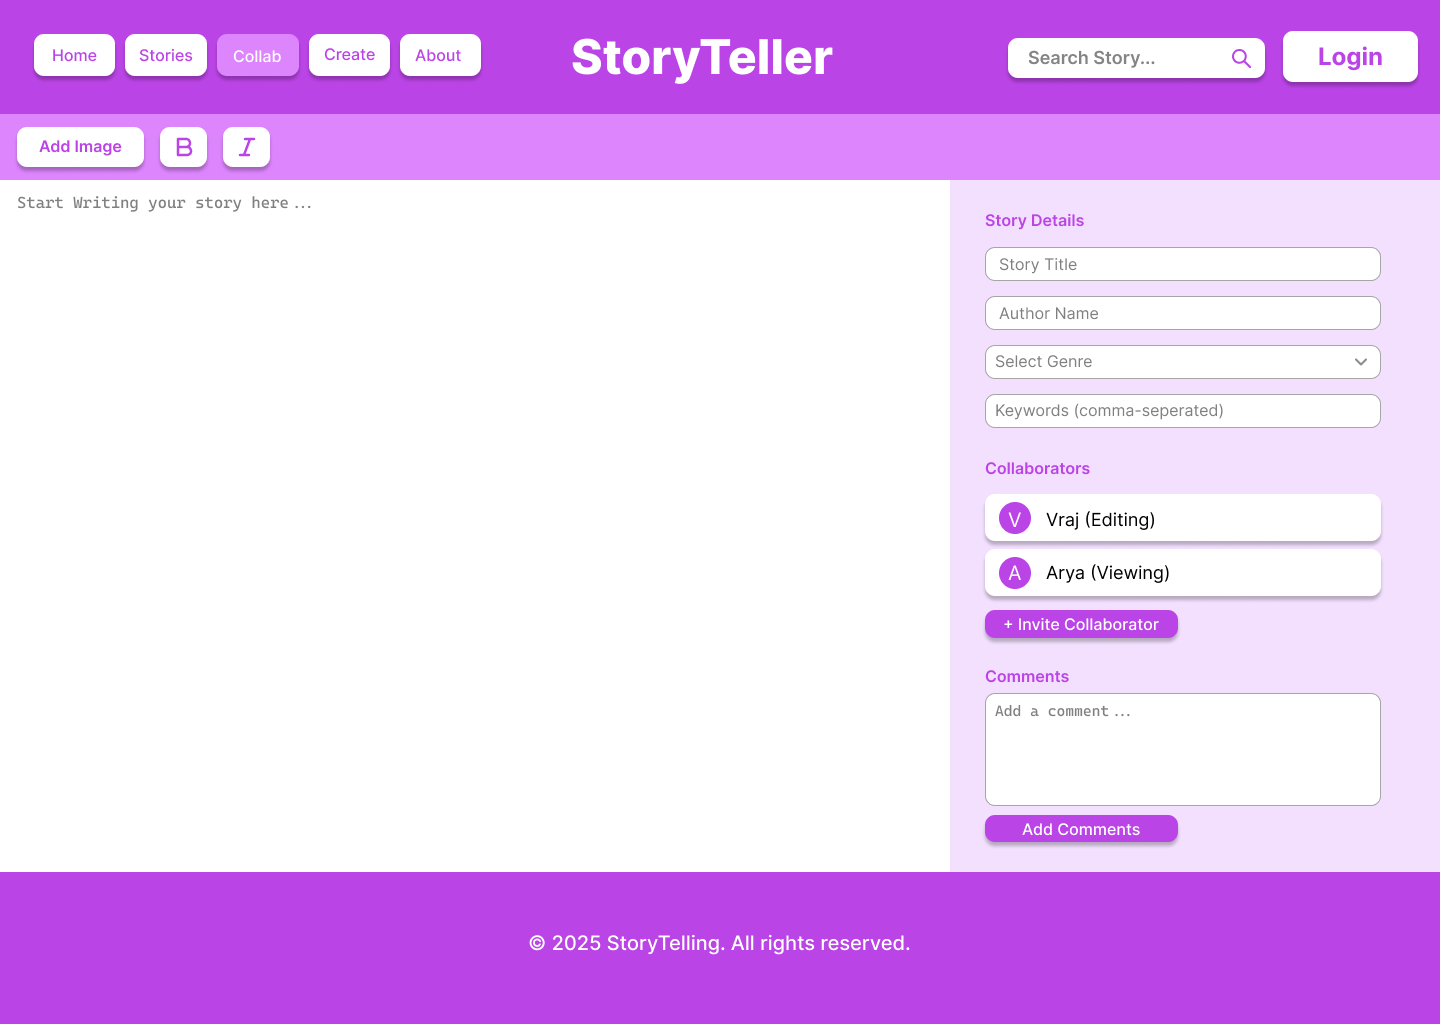 Home
Stories
Collab
Create
About
StoryTeller
Search Story...
Login
Add Image
B
I
Start Writing your story here...
Story Details
Story Title
Author Name
Select Genre
Keywords (comma-seperated)
Collaborators
V Vraj (Editing)
A Arya (Viewing)
+ Invite Collaborator
Comments
Add a comment...
Add Comments
© 2025 StoryTelling. All rights reserved.